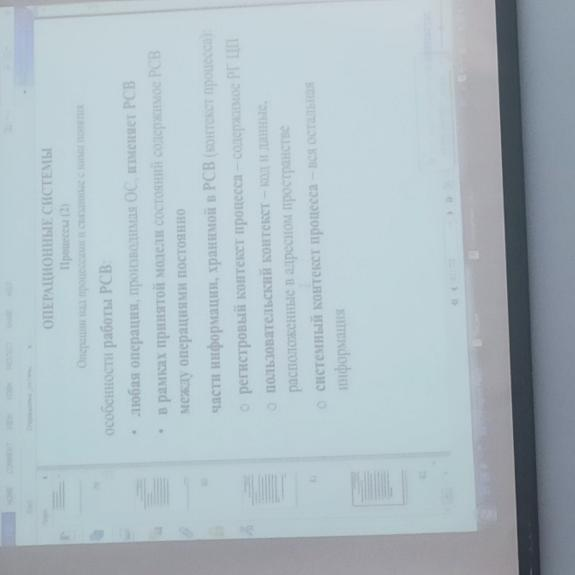 ОПЕРАЦИОННЫЕ СИСТЕМЫ
Процессы (2)
Операции над процессами и связанные с ними понятия
особенности работы PCB:
• любая операция, производимая ОС, изменяет PCB
• в рамках принятой модели состояний содержимое PCB
между операциями постоянно
части информации, хранимой в PCB (контекст процесса):
○ регистровый контекст процесса – содержимое РГ ЦП
○ пользовательский контекст – код и данные,
расположенные в адресном пространстве
○ системный контекст процесса – вся остальная
информация